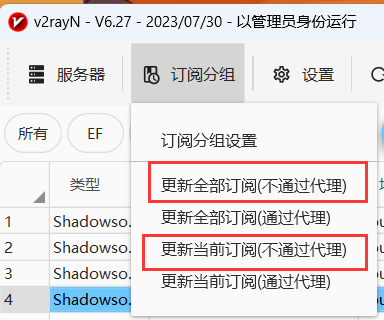 v2rayN - V6.27 - 2023/07/30 - 以管理员身份运行
服务器 订阅分组 设置
所有 EF
订阅分组设置
类型
更新全部订阅(不通过代理)
1 Shadowso.
更新全部订阅(通过代理)
2 Shadowso.
更新当前订阅(不通过代理)
3 Shadowso.
更新当前订阅(通过代理)
4 Shadowso.